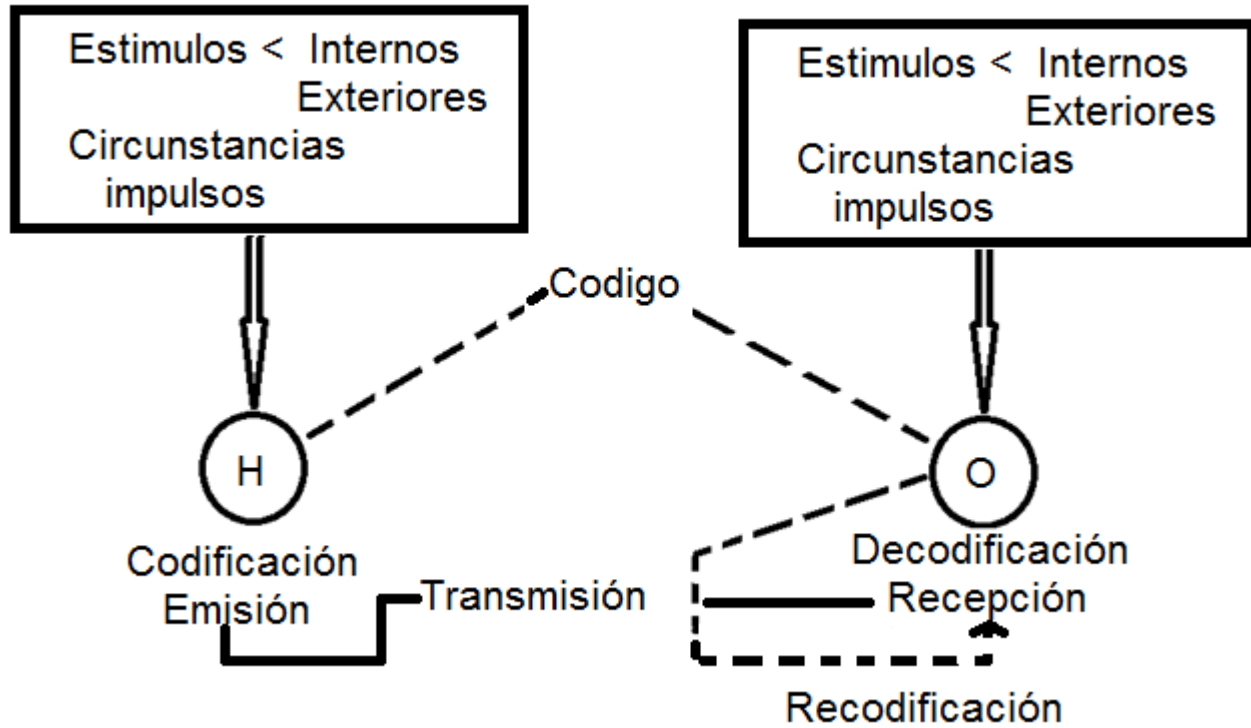 Estimulos < Internos
Exteriores
Circunstancias
impulsos
Estimulos < Internos
Exteriores
Circunstancias
impulsos
Codigo
H
O
Codificación
Emisión
Transmisión
Decodificación
Recepción
Recodificación